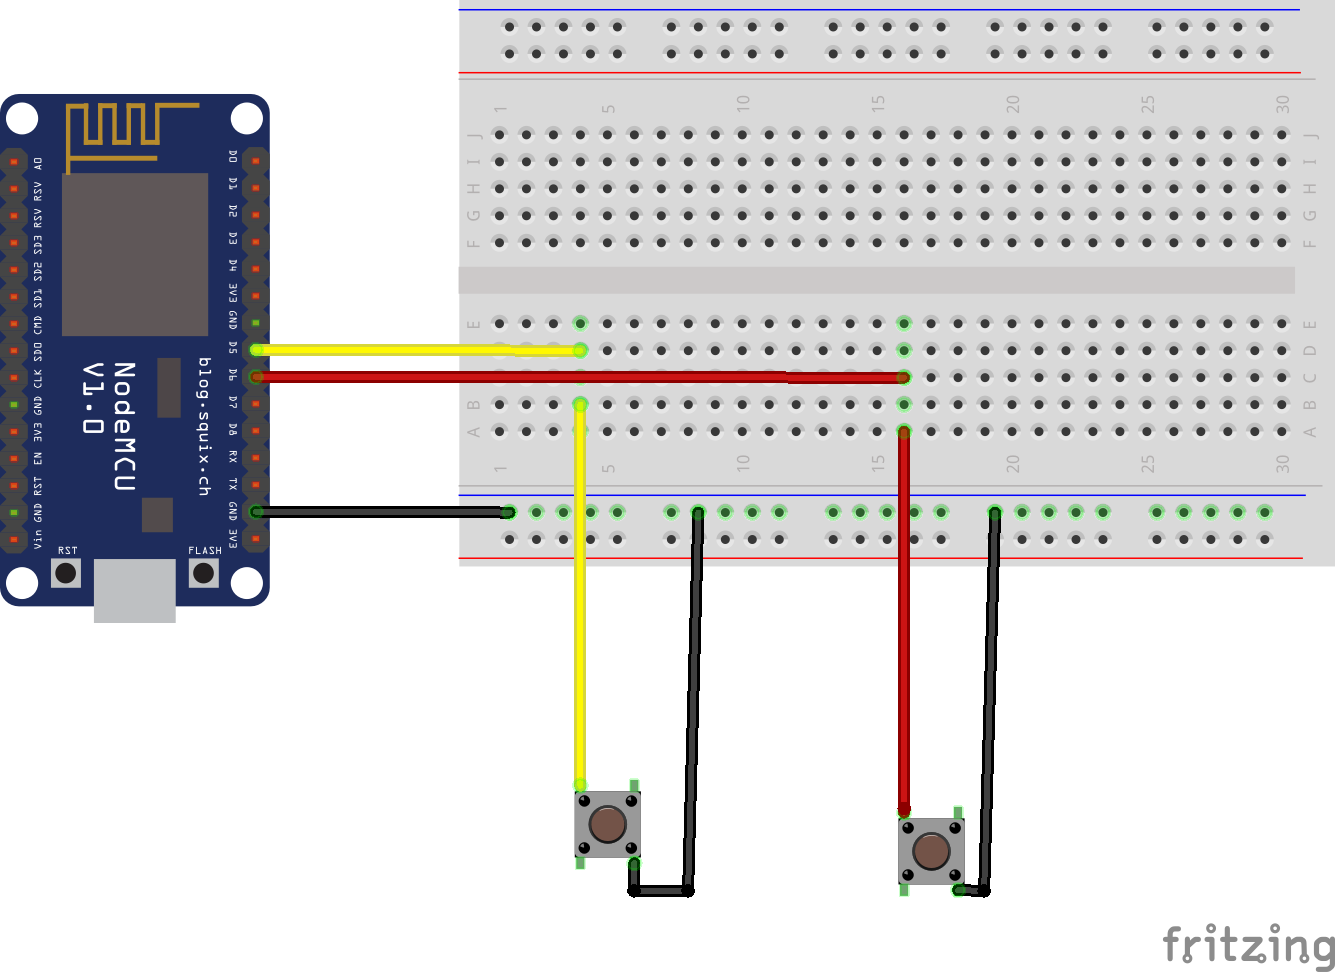 1 5 10 15 20 25 30
J J
I I
H H
G G
F F
E E
D D
C C
B B
A A
1 5 10 15 20 25 30
A0
RSV
RSV
SD3
SD2
SD1
CMD
SD0
CLK
GND
3V3
EN
RST
GND
Vin
D0
D1
D2
D3
D4
3V3
GND
D5
D6
D7
D8
RX
TX
GND
3V3
blog.squix.ch
NodeMCU
V1.0
RST
FLASH
fritzing